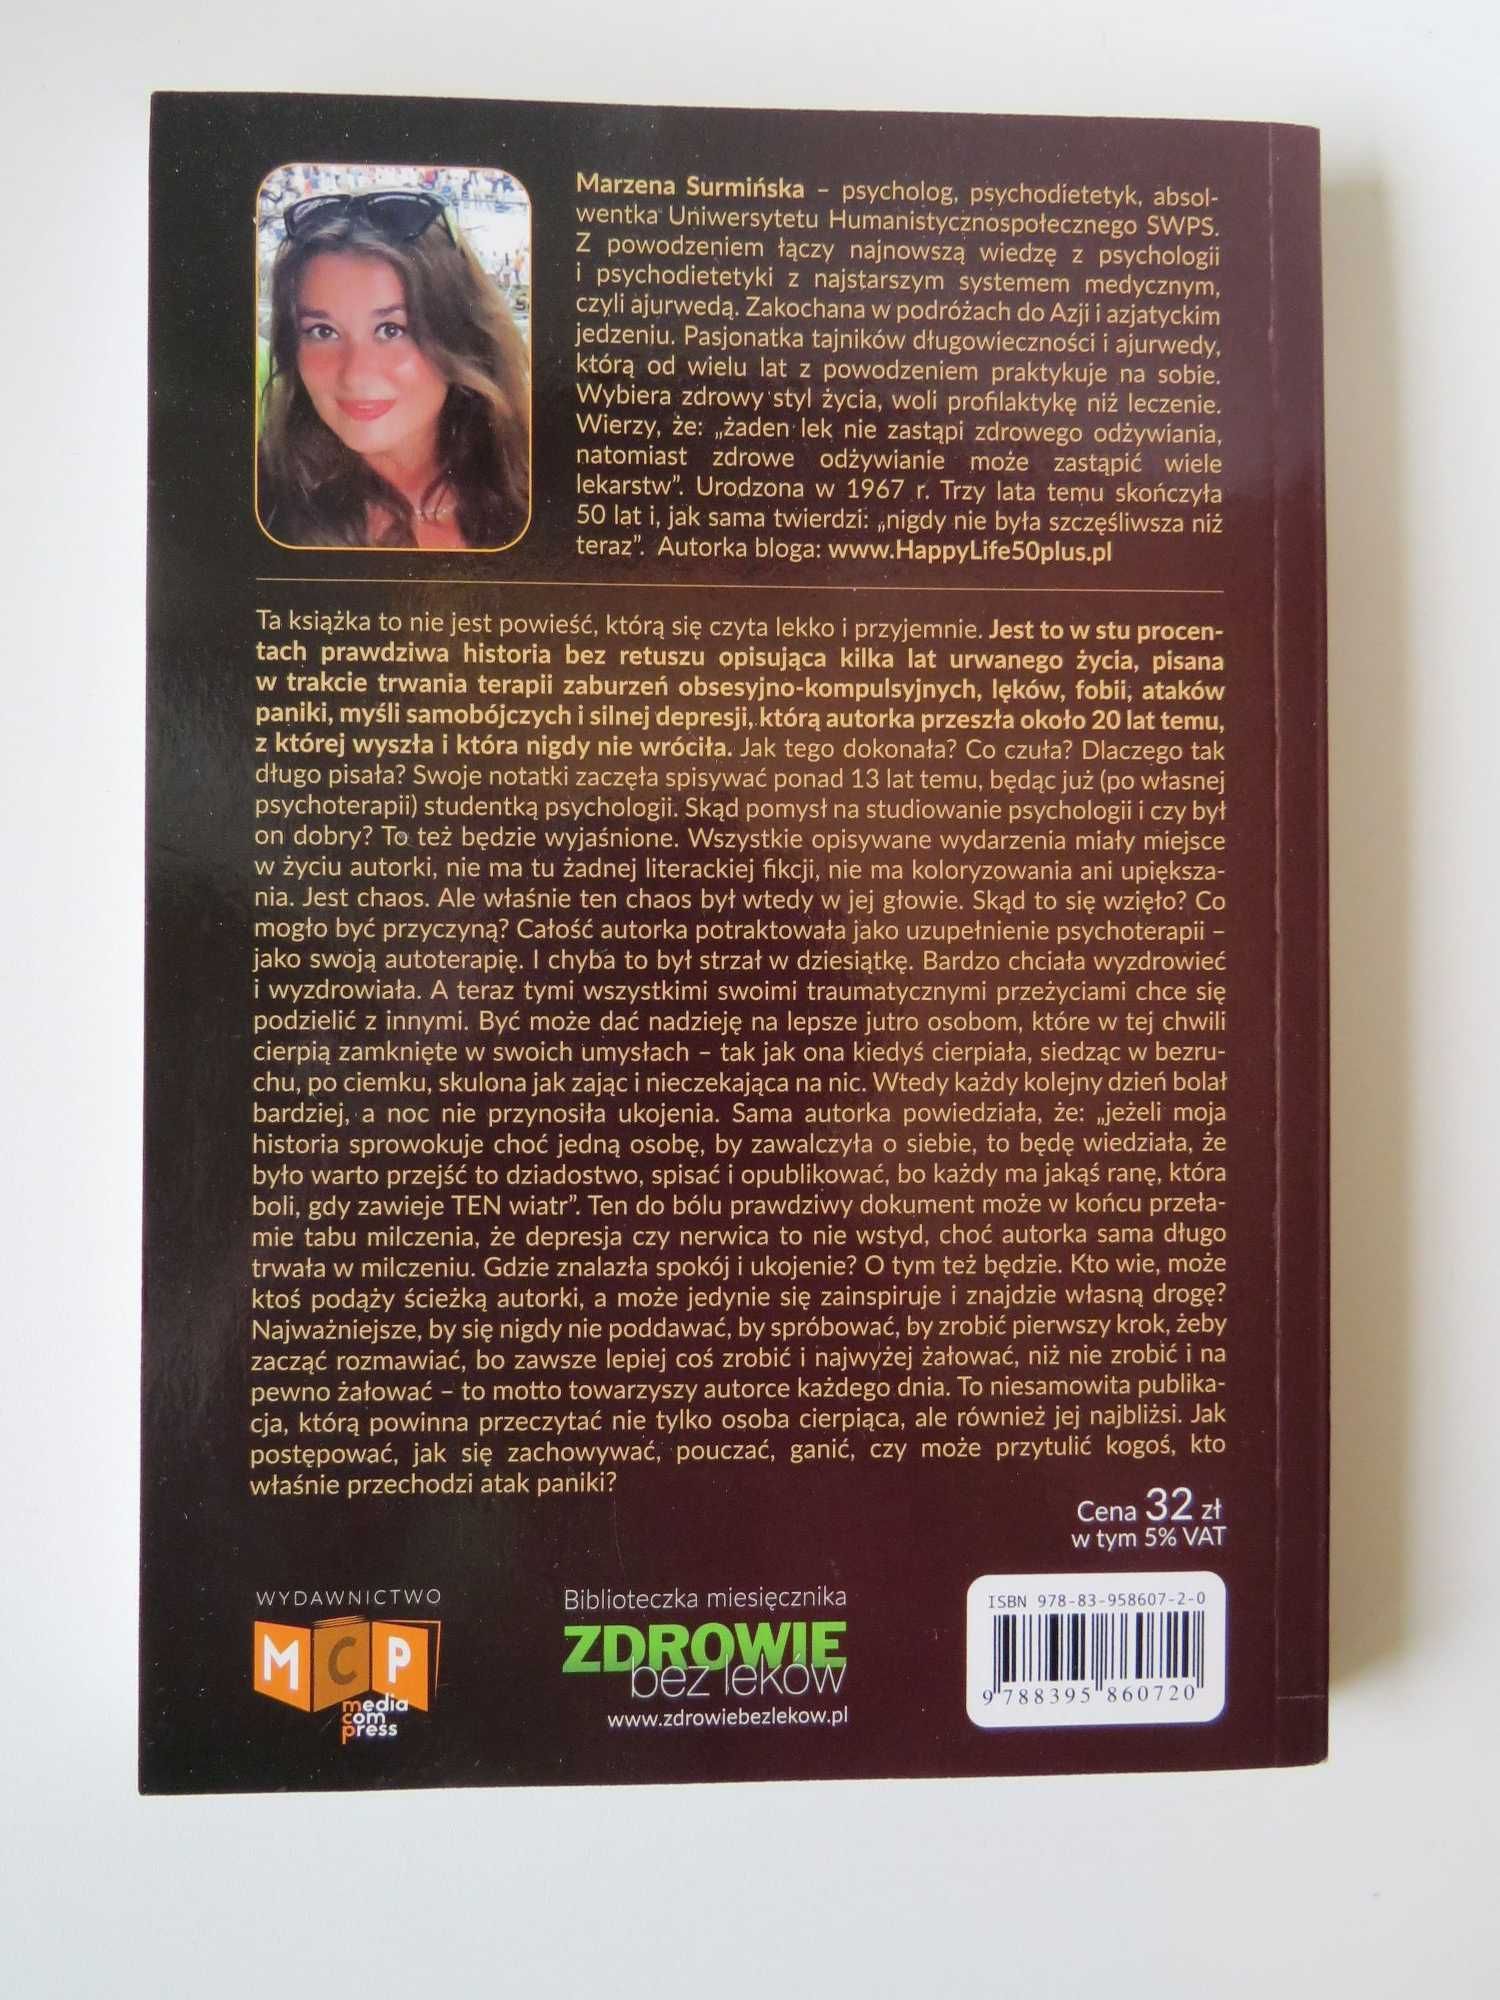 Marzena Surmińska – psycholog, psychodietetyk, absol-
wentka Uniwersytetu Humanistycznospołecznego SWPS.
Z powodzeniem łączy najnowszą wiedzę z psychologii
i psychodietetyki z najstarszym systemem medycznym,
czyli ajurwedą. Zakochana w podróżach do Azji i azjatyckim
jedzeniu. Pasjonatka tajników długowieczności i ajurwedy,
którą od wielu lat z powodzeniem praktykuje na sobie.
Wybiera zdrowy styl życia, woli profilaktykę niż leczenie.
Wierzy, że: „żaden lek nie zastąpi zdrowego odżywiania,
natomiast zdrowe odżywianie może zastąpić wiele
lekarstw”. Urodzona w 1967 r. Trzy lata temu skończyła
50 lat i, jak sama twierdzi: „nigdy nie była szczęśliwsza niż
teraz”. Autorka bloga: www.HappyLife50plus.pl
Ta książka to nie jest powieść, którą się czyta lekko i przyjemnie. Jest to w stu procen-
tach prawdziwa historia bez retuszu opisująca kilka lat urwanego życia, pisana
w trakcie trwania terapii zaburzeń obsesyjno-kompulsyjnych, lęków, fobii, ataków
paniki, myśli samobójczych i silnej depresji, którą autorka przeszła około 20 lat temu,
z której wyszła i która nigdy nie wróciła. Jak tego dokonała? Co czuła? Dlaczego tak
długo pisała? Swoje notatki zaczęła spisywać ponad 13 lat temu, będąc już (po własnej
psychoterapii) studentką psychologii. Skąd pomysł na studiowanie psychologii i czy był
on dobry? To też będzie wyjaśnione. Wszystkie opisywane wydarzenia miały miejsce
w życiu autorki, nie ma tu żadnej literackiej fikcji, nie ma koloryzowania ani upiększa-
nia. Jest chaos. Ale właśnie ten chaos był wtedy w jej głowie. Skąd to się wzięło? Co
mogło być przyczyną? Całość autorka potraktowała jako uzupełnienie psychoterapii –
jako swoją autoterapię. I chyba to był strzał w dziesiątkę. Bardzo chciała wyzdrowieć
i wyzdrowiała. A teraz tymi wszystkimi swoimi traumatycznymi przeżyciami chce się
podzielić z innymi. Być może dać nadzieję na lepsze jutro osobom, które w tej chwili
cierpią zamknięte w swoich umysłach – tak jak ona kiedyś cierpiała, siedząc w bezru-
chu, po ciemku, skulona jak zając i nieczekająca na nic. Wtedy każdy kolejny dzień bolał
bardziej, a noc nie przynosiła ukojenia. Sama autorka powiedziała, że: „jeżeli moja
historia sprowokuje choć jedną osobę, by zawalczyła o siebie, to będę wiedziała, że
było warto przejść to dziadostwo, spisać i opublikować, bo każdy ma jakąś ranę, która
boli, gdy zawieje TEN wiatr”. Ten do bólu prawdziwy dokument może w końcu przeła-
mie tabu milczenia, że depresja czy nerwica to nie wstyd, choć autorka sama długo
trwała w milczeniu. Gdzie znalazła spokój i ukojenie? O tym też będzie. Kto wie, może
ktoś podąży ścieżką autorki, a może jedynie się zainspiruje i znajdzie własną drogę?
Najważniejsze, by się nigdy nie poddawać, by spróbować, by zrobić pierwszy krok, żeby
zacząć rozmawiać, bo zawsze lepiej coś zrobić i najwyżej żałować, niż nie zrobić i na
pewno żałować – to motto towarzyszy autorce każdego dnia. To niesamowita publika-
cja, którą powinna przeczytać nie tylko osoba cierpiąca, ale również jej najbliżsi. Jak
postępować, jak się zachowywać, pouczać, ganić, czy może przytulić kogoś, kto
właśnie przechodzi atak paniki?
Cena 32 zł
w tym 5% VAT
WYDAWNICTWO
MCP
media
com
press
Biblioteczka miesięcznika
ZDROWIE
bez leków
www.zdrowiebezlekow.pl
ISBN 978-83-958607-2-0
9 788395 860720